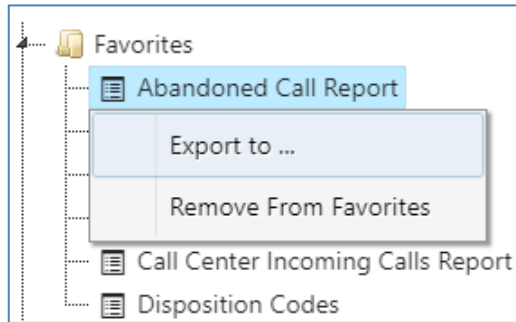 Favorites
Abandoned Call Report
Export to ...
Remove From Favorites
Call Center Incoming Calls Report
Disposition Codes